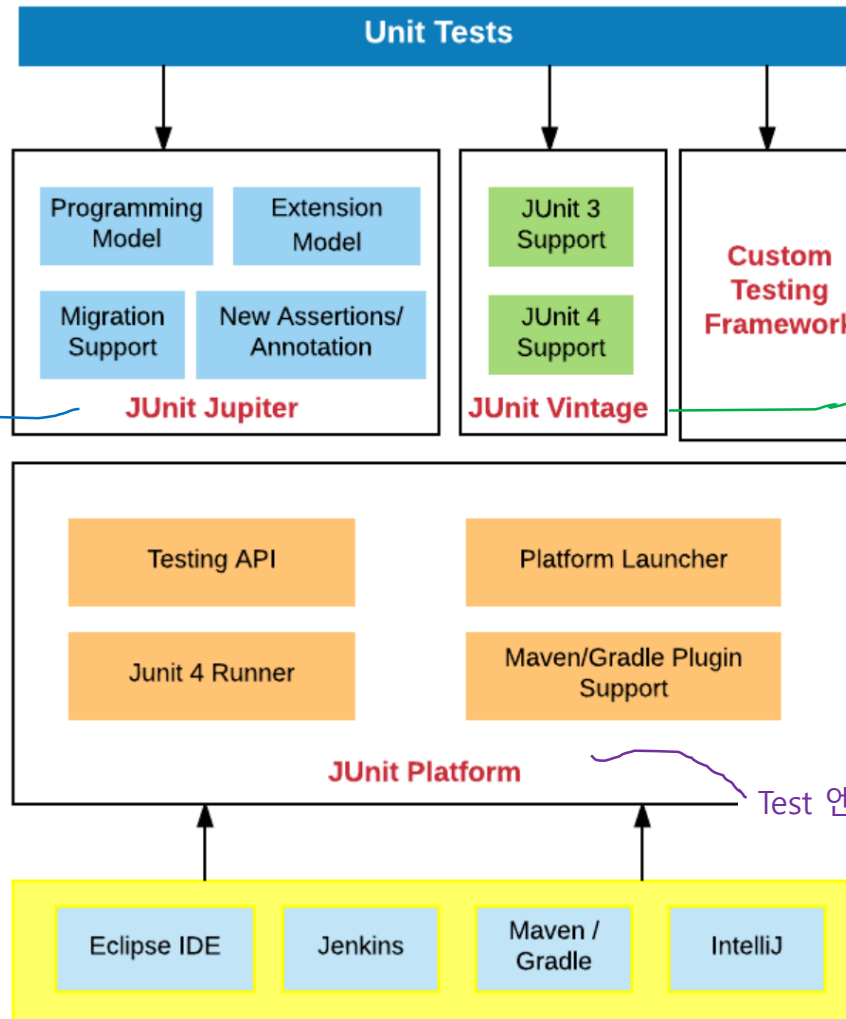 Unit Tests
Programming
Model
Extension
Model
Migration
Support
New Assertions/
Annotation
JUnit Jupiter
JUnit 3
Support
JUnit 4
Support
JUnit Vintage
Custom
Testing
Framework
Testing API
Platform Launcher
Junit 4 Runner
Maven/Gradle Plugin
Support
JUnit Platform
Test 엔
Eclipse IDE
Jenkins
Maven /
Gradle
IntelliJ